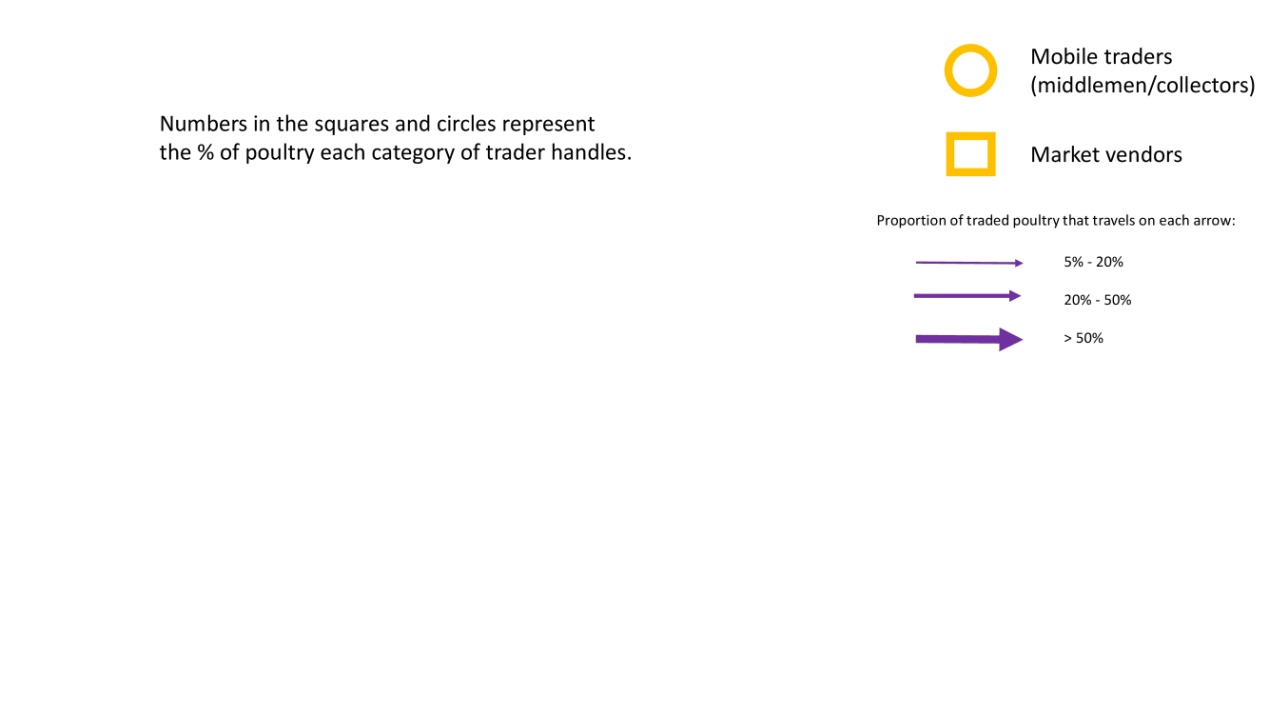 Numbers in the squares and circles represent
the % of poultry each category of trader handles.
Mobile traders
(middlemen/collectors)
Market vendors
Proportion of traded poultry that travels on each arrow:
5% - 20%
20% - 50%
> 50%